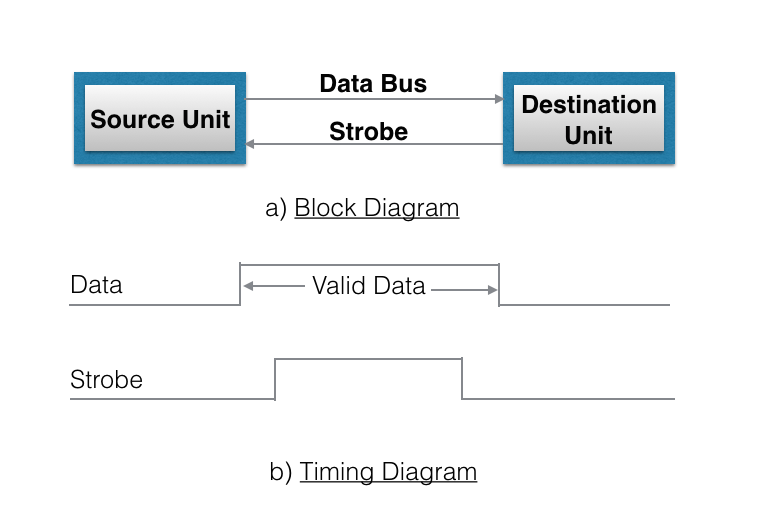 Data Bus
Source Unit
Destination
Unit
Strobe
a) Block Diagram
Data
Valid Data
Strobe
b) Timing Diagram